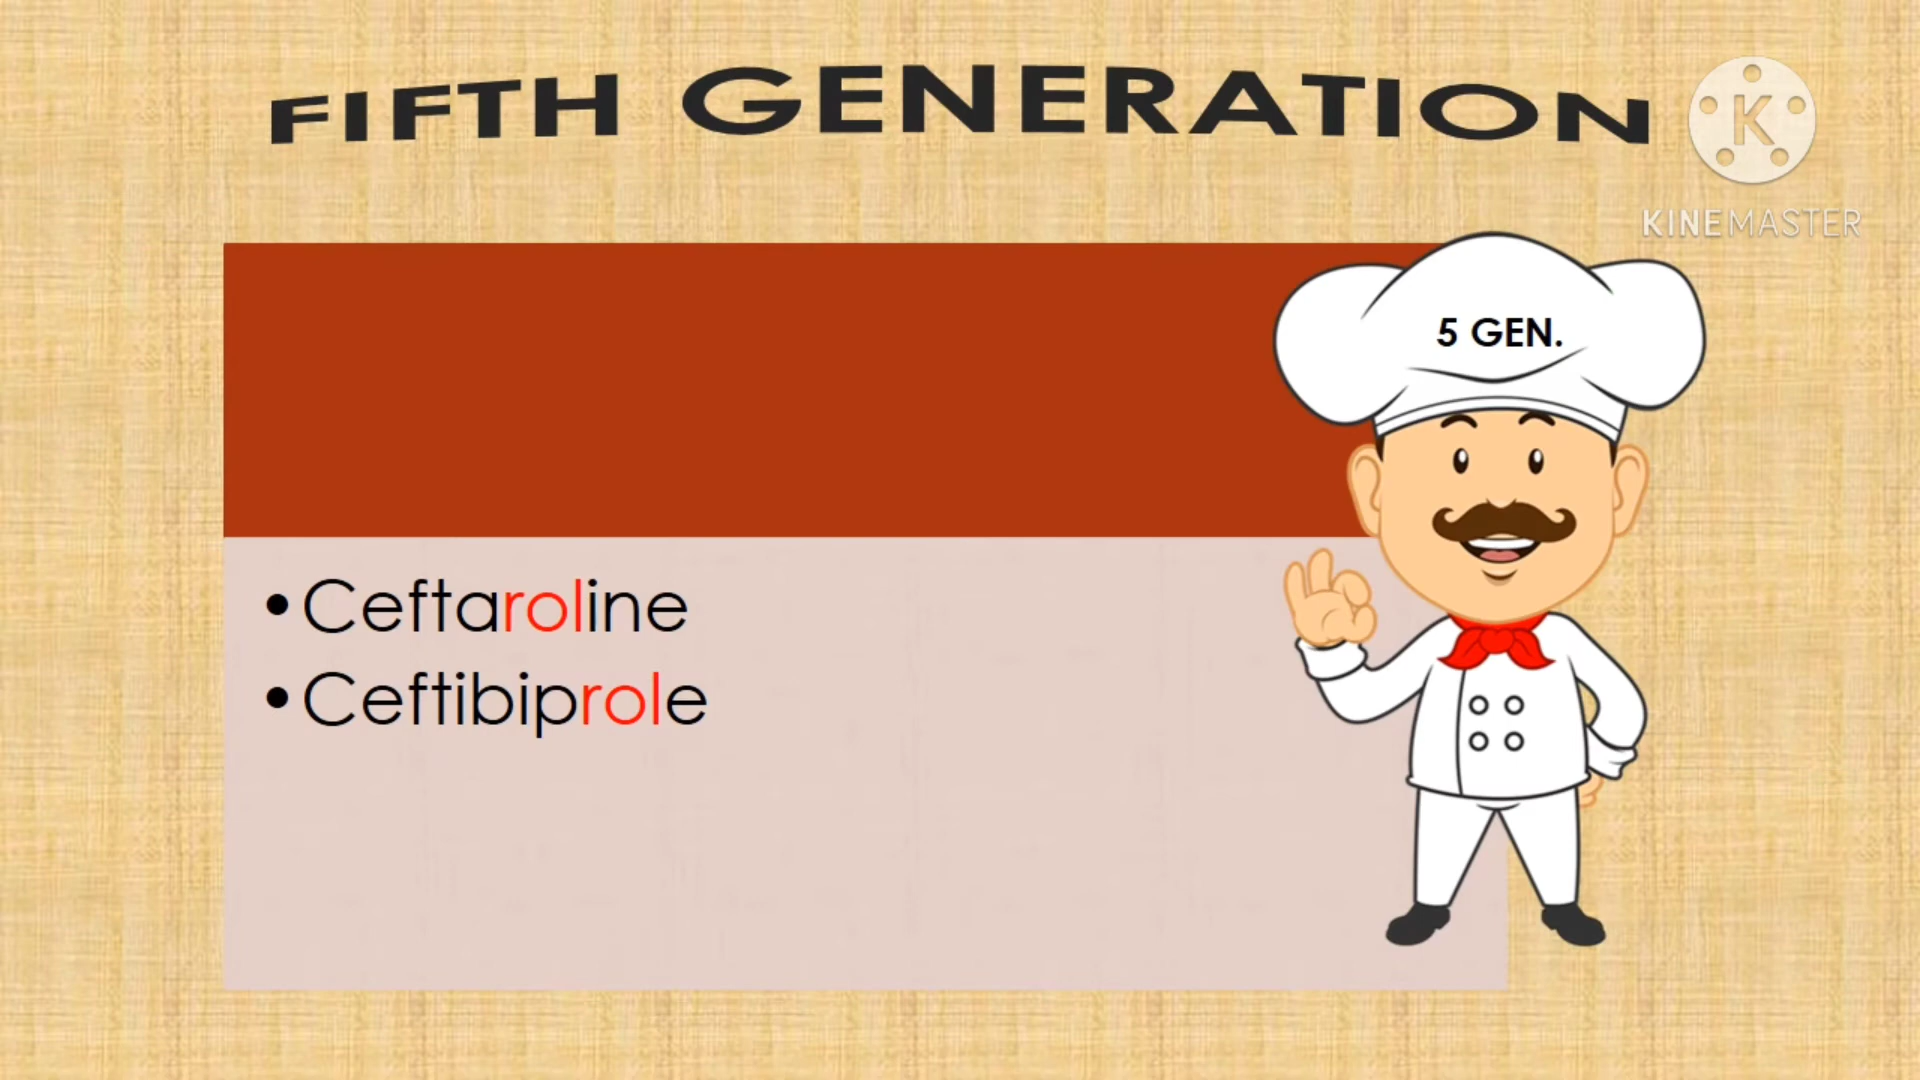 FIFTH GENERATION
K
KINEMASTER
5 GEN.
•Ceftaroline
•Ceftibiprole